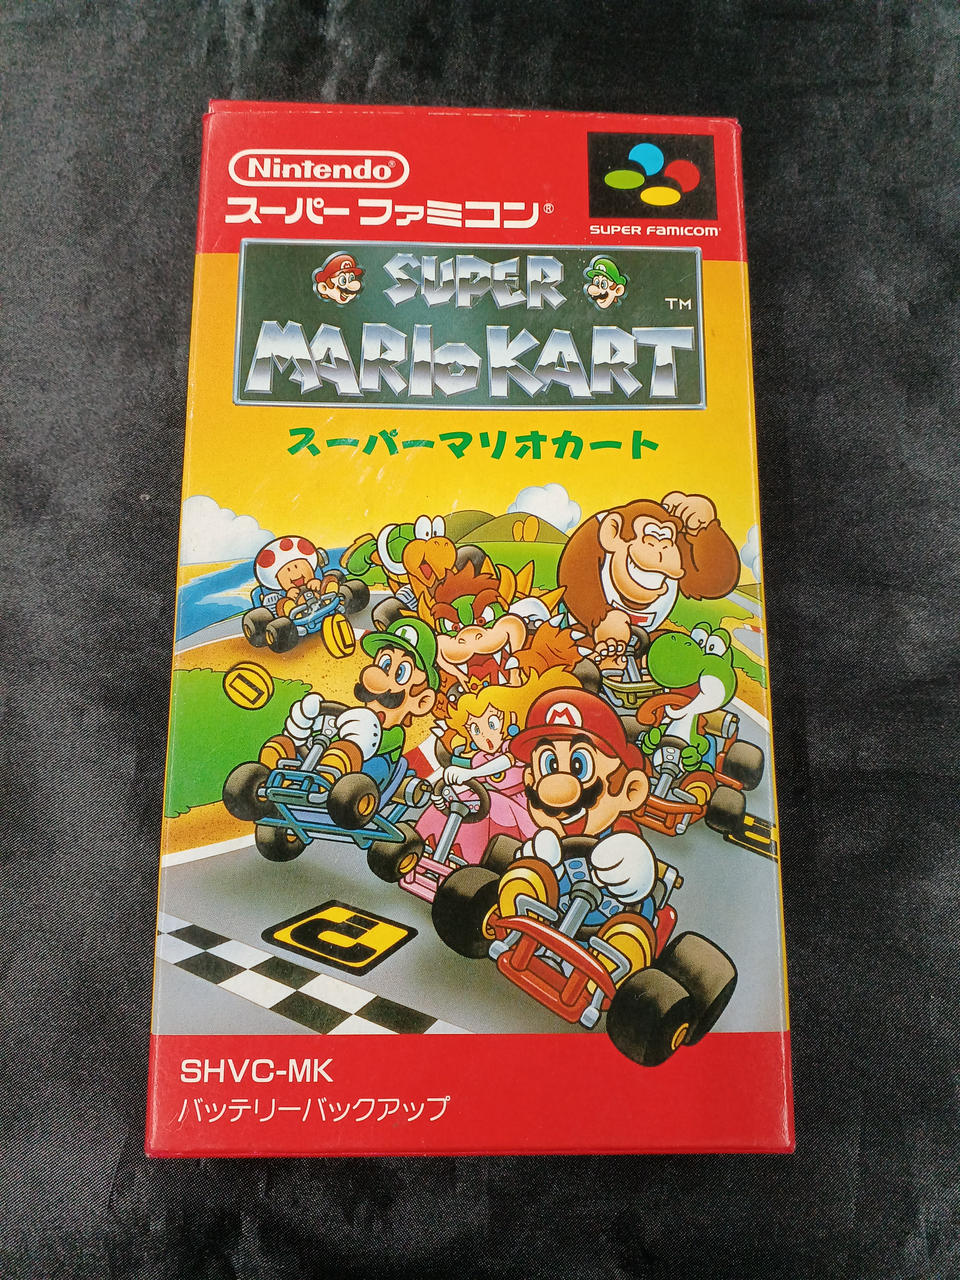 Nintendo®
スーパーファミコン®
SUPER FAMICOM
SUPER
MARIO KART
TM
スーパーマリオカート
M
SHVC-MK
バッテリーバックアップ